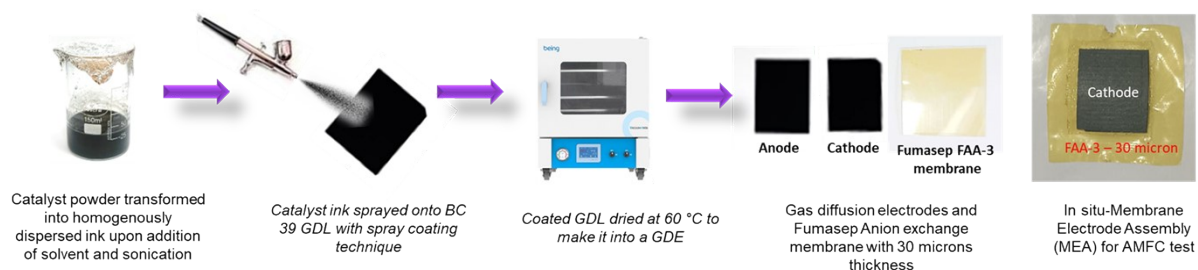 being
Anode
Cathode
Fumasep FAA-3
membrane
Cathode
FAA-3 – 30 micron
Catalyst powder transformed
into homogenously
dispersed ink upon addition
of solvent and sonication
Catalyst ink sprayed onto BC
39 GDL with spray coating
technique
Coated GDL dried at 60 °C to
make it into a GDE
Gas diffusion electrodes and
Fumasep Anion exchange
membrane with 30 microns
thickness
In situ-Membrane
Electrode Assembly
(MEA) for AMFC test